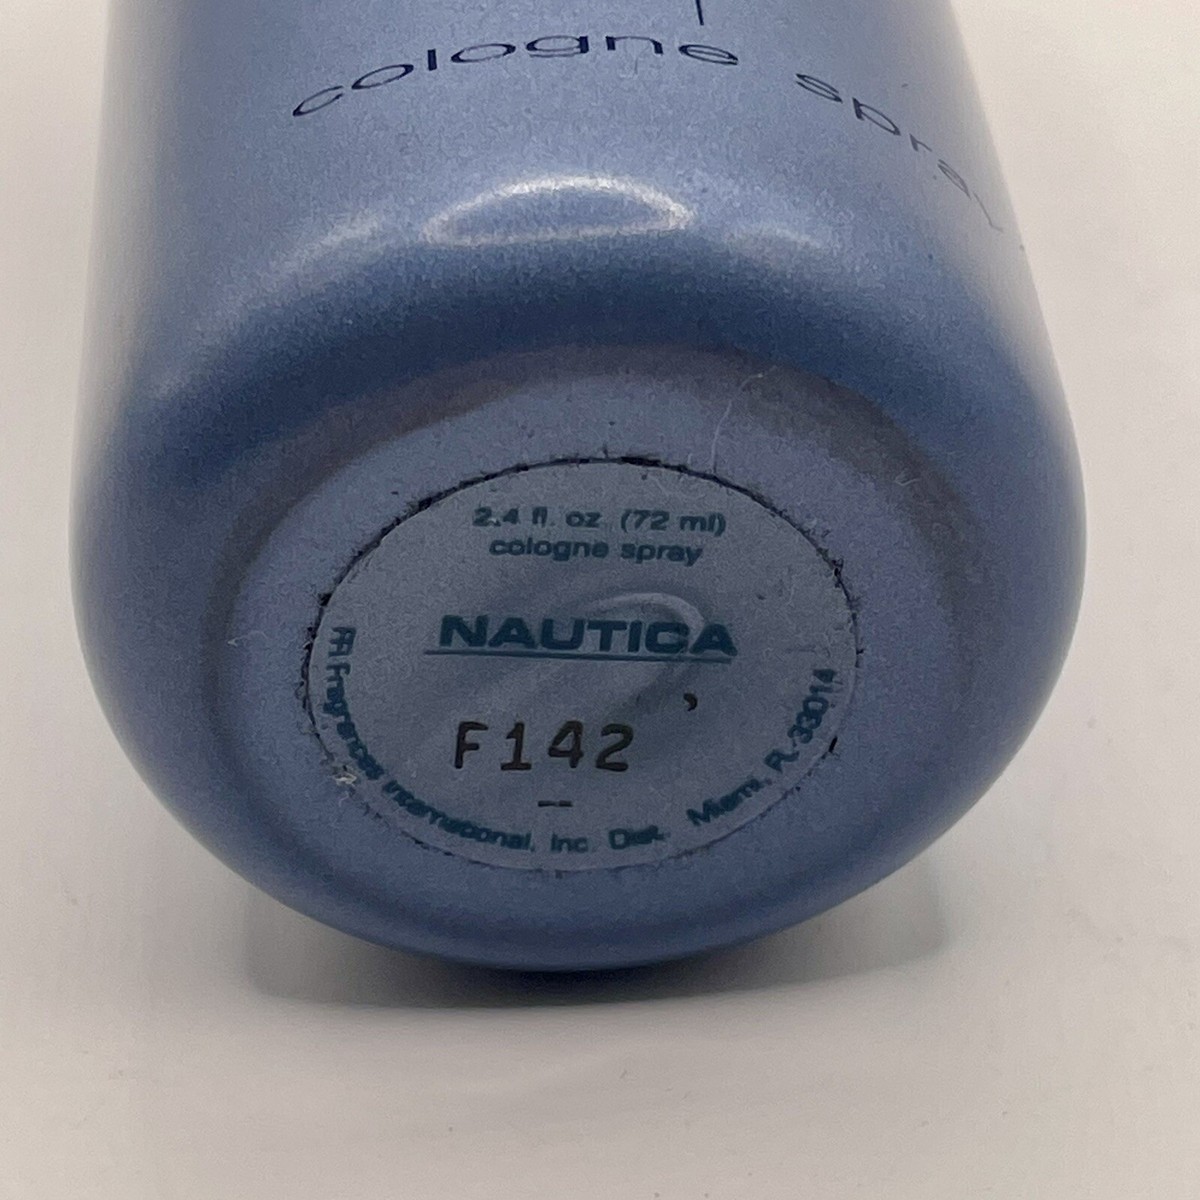 cologne spray
2.4 fl. oz. (72 ml)
cologne spray
NAUTICA
F142
Fragrances International, Inc. Dist. Miami, FL 33014